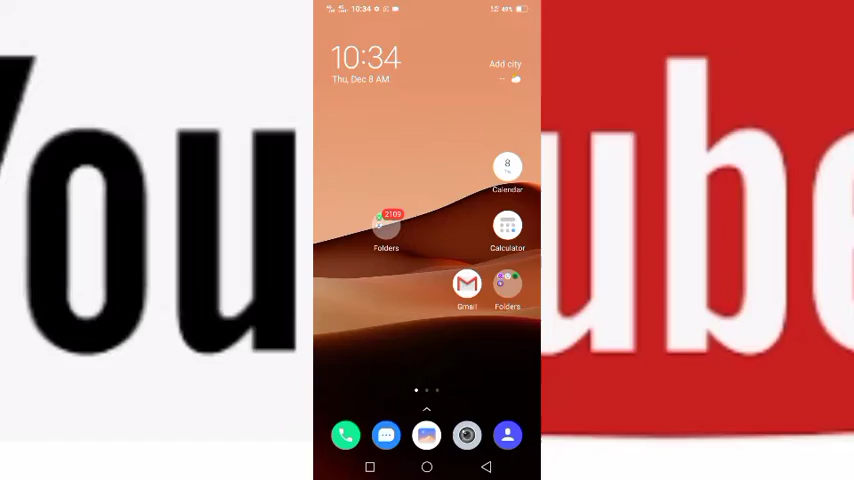 You
ube
10:34
49%
10:34
Thu, Dec 8 AM
Add city
8
Calendar
2109
Folders
Calculator
Gmail
Folders